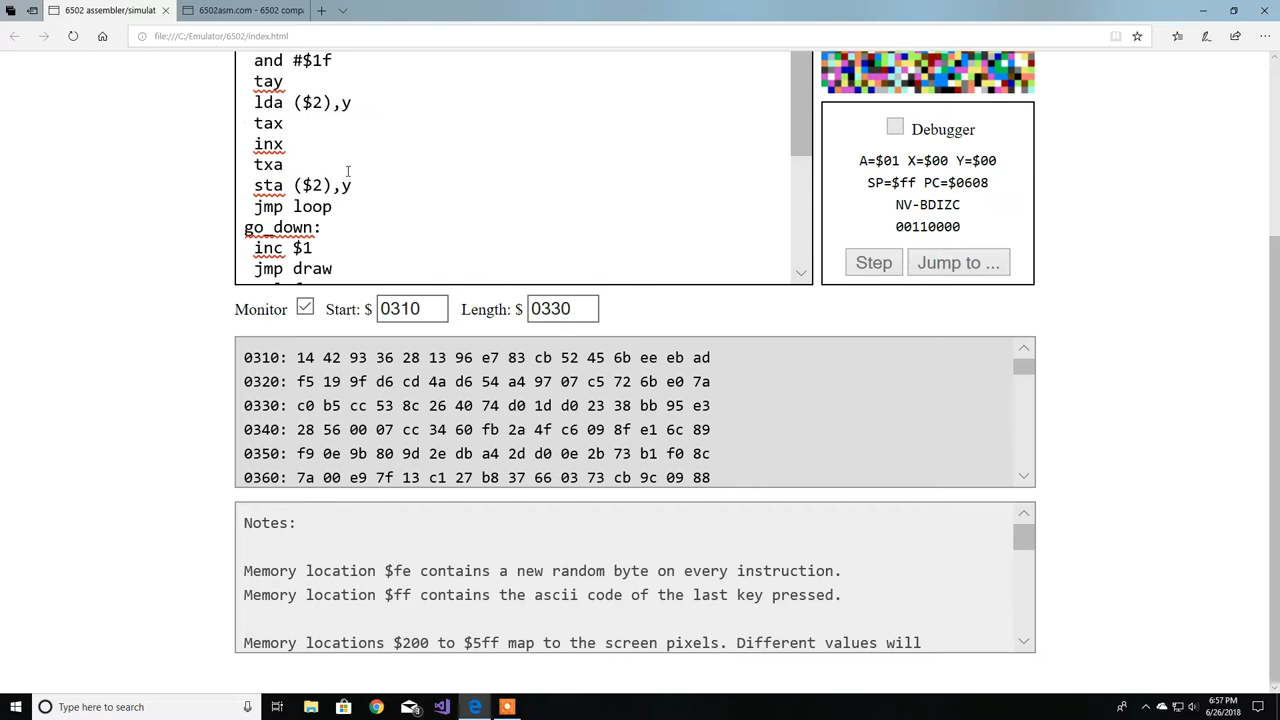 6502 assembler/simulat
6502asm.com - 6502 compa
file:///C:/Emulator/6502/index.html
and #$1f
tay
lda ($2),y
tax
inx
txa
sta ($2),y
jmp loop
go_down:
inc $1
jmp draw
Debugger
A=$01 X=$00 Y=$00
SP=$ff PC=$0608
NV-BDIZC
00110000
Step Jump to ...
Monitor Start: $ 0310 Length: $ 0330
0310: 14 42 93 36 28 13 96 e7 83 cb 52 45 6b ee eb ad
0320: f5 19 9f d6 cd 4a d6 54 a4 97 07 c5 72 6b e0 7a
0330: c0 b5 cc 53 8c 26 40 74 d0 1d d0 23 38 bb 95 e3
0340: 28 56 00 07 cc 34 60 fb 2a 4f c6 09 8f e1 6c 89
0350: f9 0e 9b 80 9d 2e db a4 2d d0 0e 2b 73 b1 f0 8c
0360: 7a 00 e9 7f 13 c1 27 b8 37 66 03 73 cb 9c 09 88
Notes:
Memory location $fe contains a new random byte on every instruction.
Memory location $ff contains the ascii code of the last key pressed.
Memory locations $200 to $5ff map to the screen pixels. Different values will
Type here to search
6:57 PM
6/26/2018